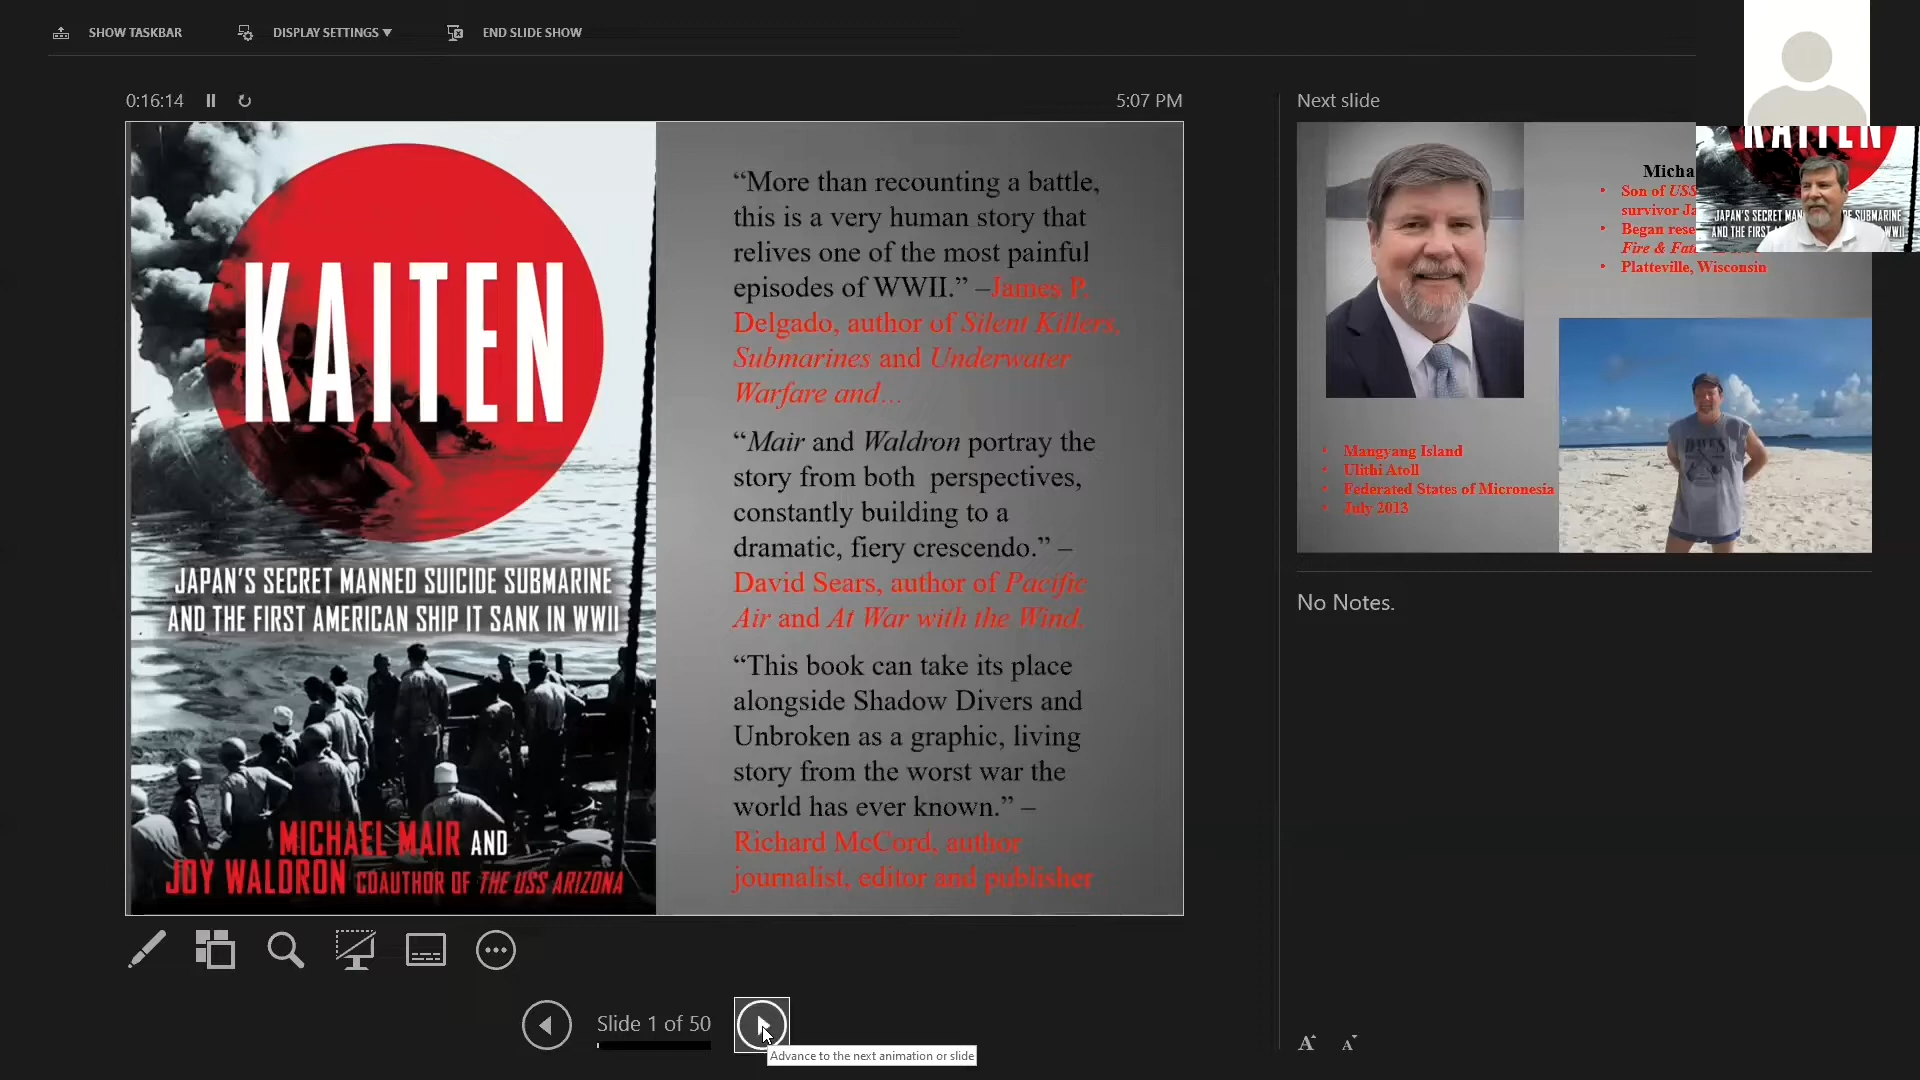 SHOW TASKBAR
DISPLAY SETTINGS
END SLIDE SHOW
0:16:14
5:07 PM
KAITEN
JAPAN'S SECRET MANNED SUICIDE SUBMARINE
AND THE FIRST AMERICAN SHIP IT SANK IN WWII
MICHAEL MAIR AND
JOY WALDRON COAUTHOR OF THE USS ARIZONA
“More than recounting a battle,
this is a very human story that
relives one of the most painful
episodes of WWII.” –James P.
Delgado, author of Silent Killers,
Submarines and Underwater
Warfare and…
“Mair and Waldron portray the
story from both perspectives,
constantly building to a
dramatic, fiery crescendo.” –
David Sears, author of Pacific
Air and At War with the Wind.
“This book can take its place
alongside Shadow Divers and
Unbroken as a graphic, living
story from the worst war the
world has ever known.” –
Richard McCord, author
journalist, editor and publisher
Slide 1 of 50
Advance to the next animation or slide
Next slide
Micha
• Son of USS
survivor Ja
• Began rese
Fire & Fat
• Platteville, Wisconsin
• Mangyang Island
• Ulithi Atoll
• Federated States of Micronesia
• July 2013
DAVE'S
KAITEN
JAPAN'S SECRET MAN DE SUBMARINE
AND THE FIRST WWII
No Notes.
A A